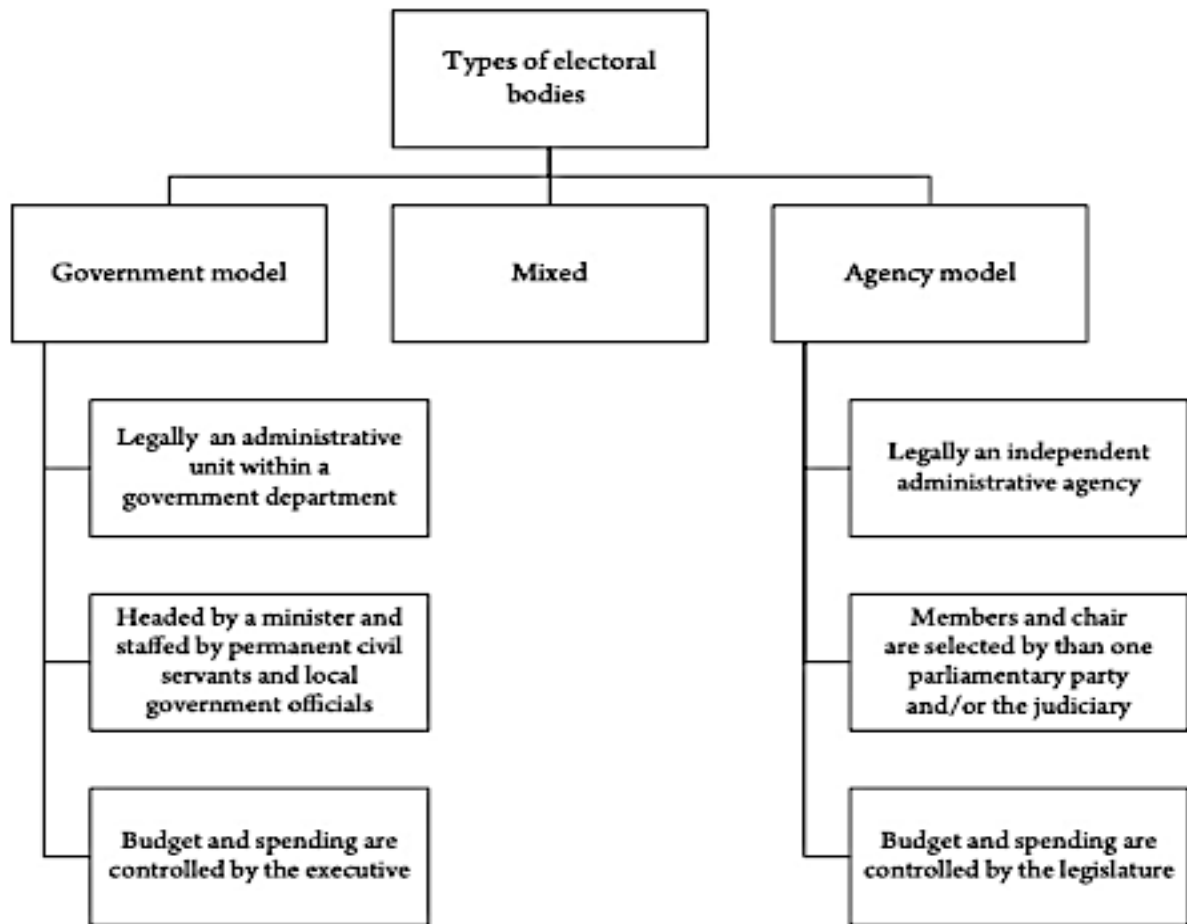 Types of electoral
bodies
Government model
Mixed
Agency model
Legally an administrative
unit within a
government department
Legally an independent
administrative agency
Headed by a minister and
staffed by permanent civil
servants and local
government officials
Members and chair
are selected by than one
parliamentary party
and/or the judiciary
Budget and spending are
controlled by the executive
Budget and spending are
controlled by the legislature